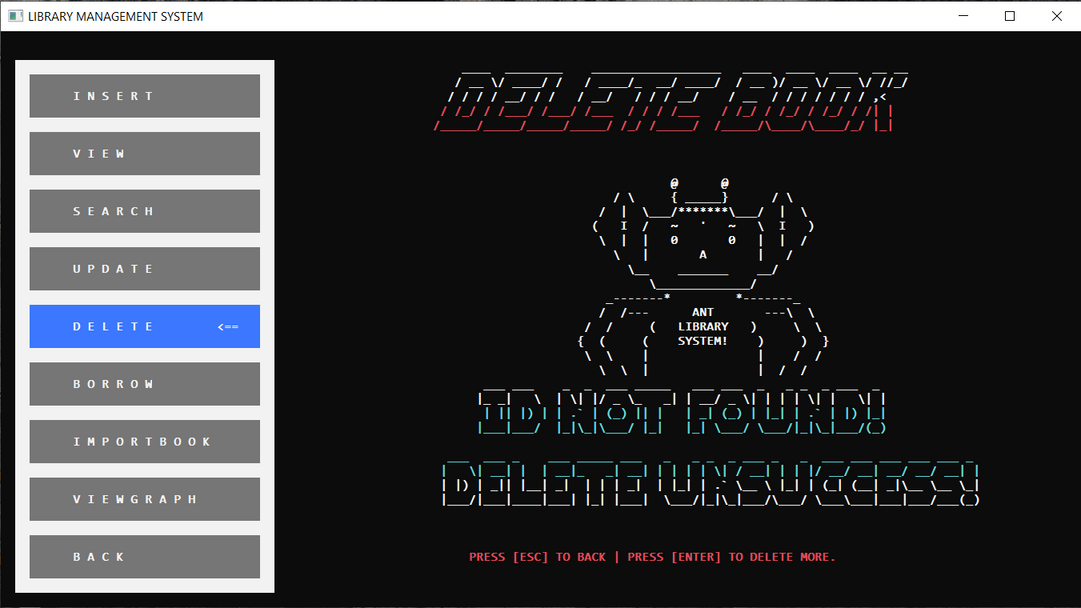 LIBRARY MANAGEMENT SYSTEM
INSERT
VIEW
SEARCH
UPDATE
DELETE <==
BORROW
IMPORTBOOK
VIEWGRAPH
BACK
DELETE BOOK
ANT
LIBRARY
SYSTEM!
ID NOT FOUND!
DELETE UNSUCCESS!
PRESS [ESC] TO BACK | PRESS [ENTER] TO DELETE MORE.